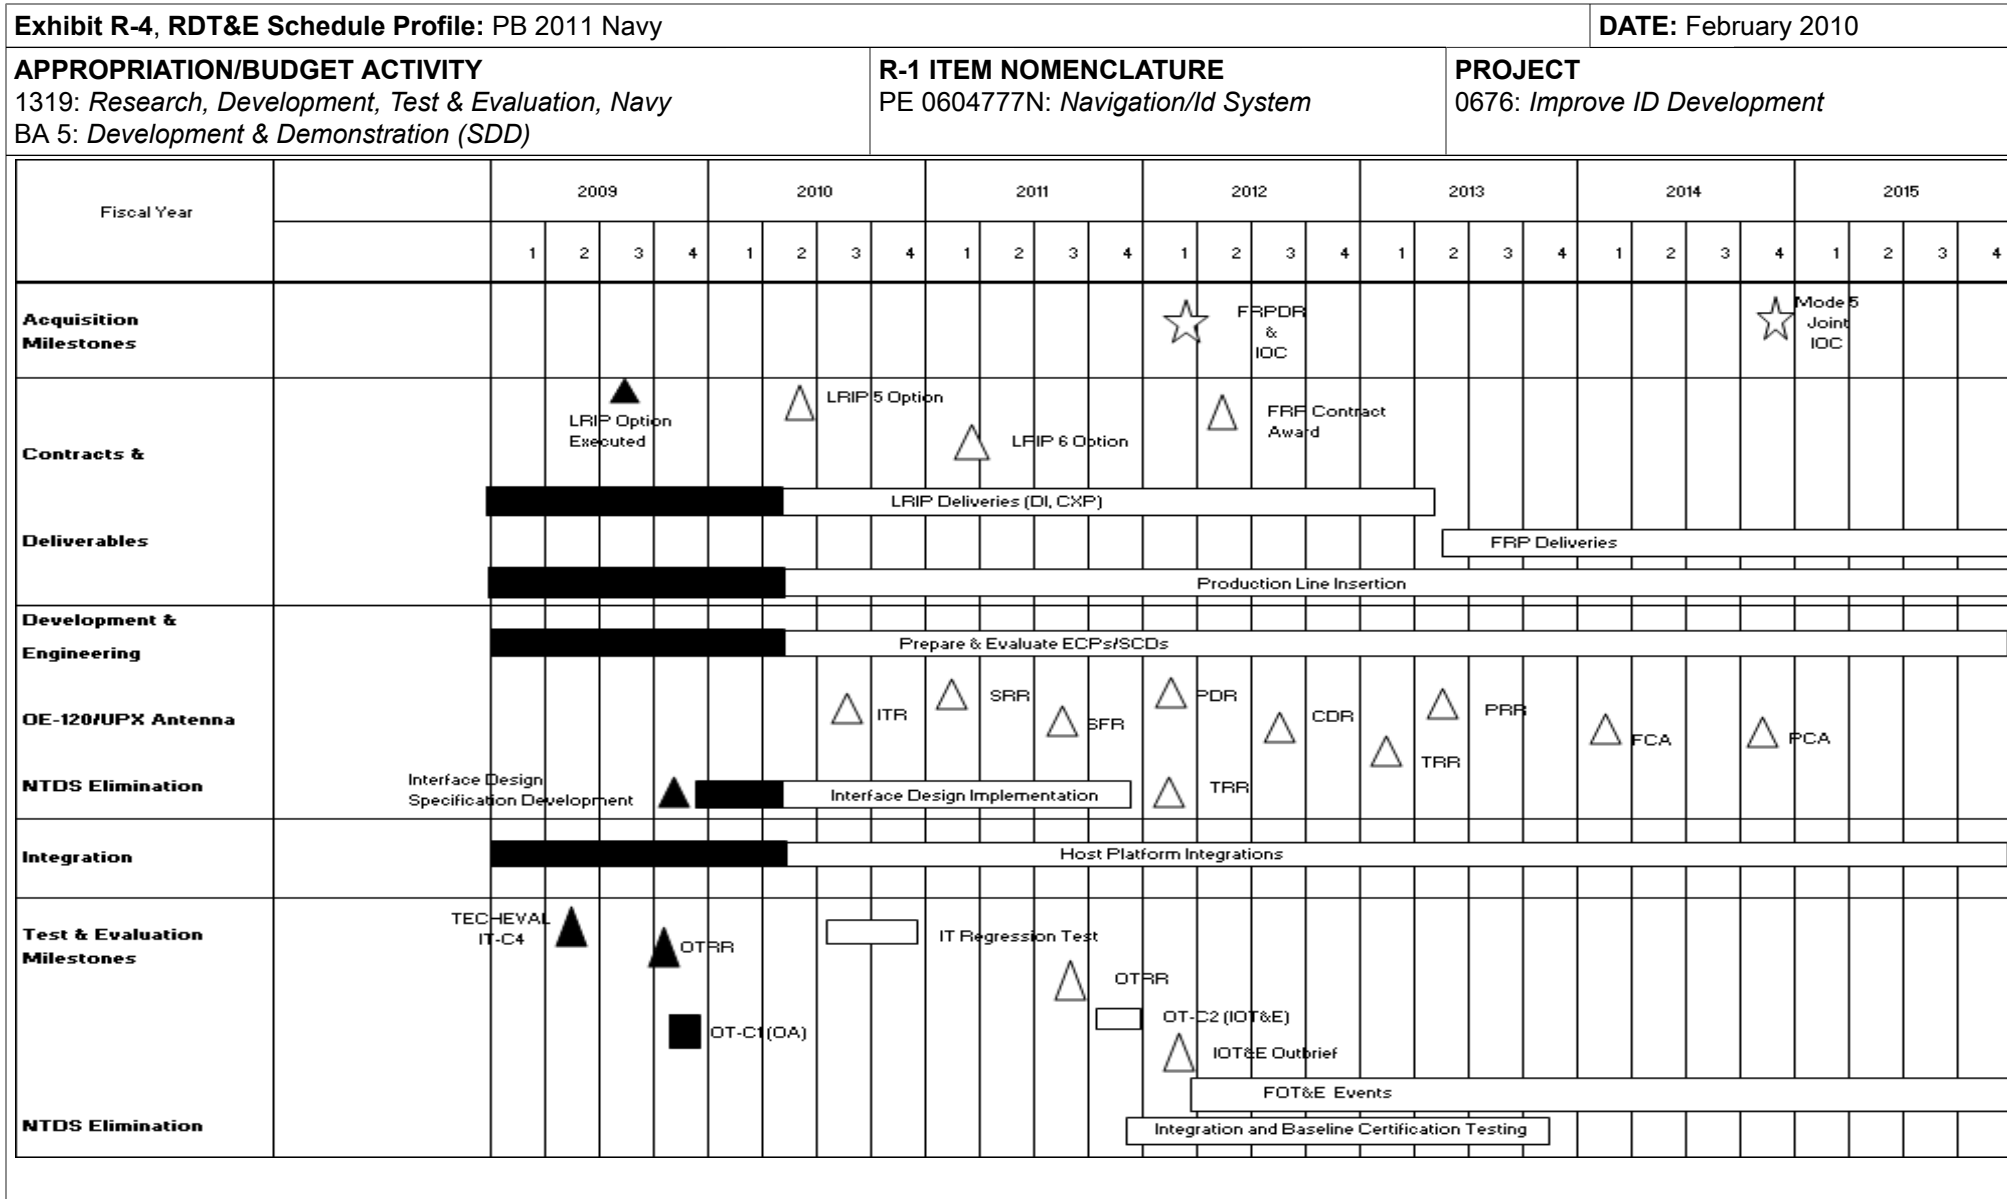 Exhibit R-4, RDT&E Schedule Profile: PB 2011 Navy
DATE: February 2010
APPROPRIATION/BUDGET ACTIVITY
1319: Research, Development, Test & Evaluation, Navy
BA 5: Development & Demonstration (SDD)
R-1 ITEM NOMENCLATURE
PE 0604777N: Navigation/Id System
PROJECT
0676: Improve ID Development
Fiscal Year
2009 2010 2011 2012 2013 2014 2015
1 2 3 4 1 2 3 4 1 2 3 4 1 2 3 4 1 2 3 4 1 2 3 4 1 2 3 4
Acquisition
Milestones
FRPDR
&
IOC
Mode 5
Joint
IOC
Contracts &
LRIP Option
Executed
LRIP 5 Option
LRIP 6 Option
FRP Contract
Award
LRIP Deliveries (DI, CXP)
Deliverables
FRP Deliveries
Production Line Insertion
Development &
Engineering
Prepare & Evaluate ECPs/SCDs
OE-120/UPX Antenna
ITR
SRR
SFR
PDR
CDR
TRR
PRR
FCA
PCA
NTDS Elimination
Interface Design
Specification Development
Interface Design Implementation
TRR
Integration
Host Platform Integrations
Test & Evaluation
Milestones
TECHEVAL
IT-C4
OTRR
IT Regression Test
OTRR
OT-C1(OA)
OT-C2 (IOT&E)
IOT&E Outbrief
FOT&E Events
NTDS Elimination
Integration and Baseline Certification Testing